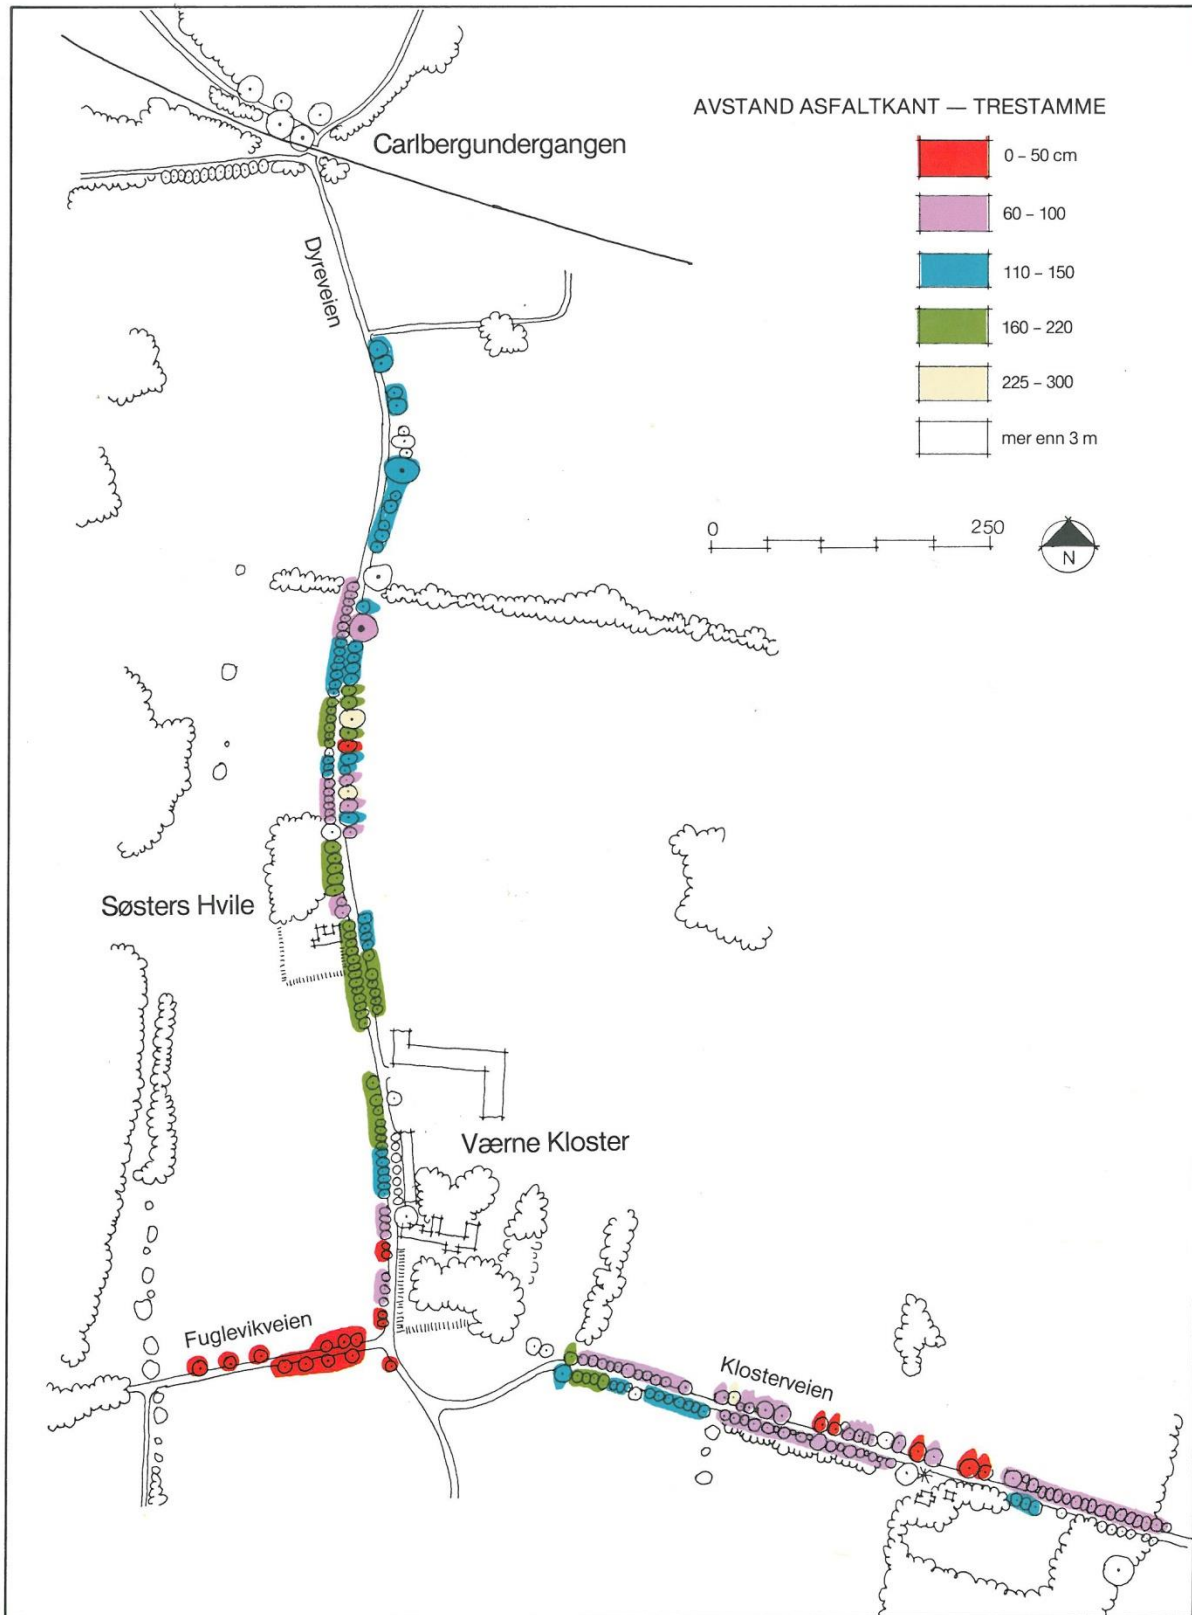 AVSTAND ASFALTKANT — TRESTAMME
0 – 50 cm
60 – 100
110 – 150
160 – 220
225 – 300
mer enn 3 m
0 250
N
Carlbergundergangen
Dyreveien
Søsters Hvile
Værne Kloster
Fuglevikveien
Klosterveien